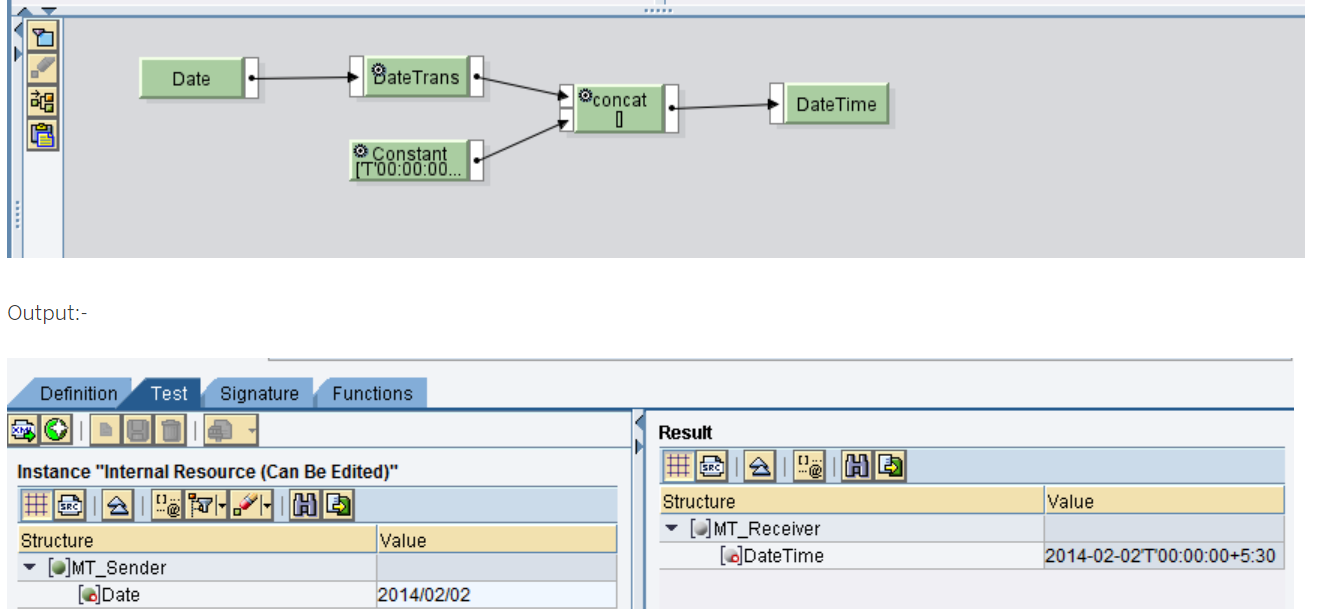 Date
DateTrans
concat
[]
DateTime
Constant
['T'00:00:00...
Output:-
Definition Test Signature Functions
Result
Instance "Internal Resource (Can Be Edited)"
Structure Value
MT_Receiver
DateTime 2014-02-02'T'00:00:00+5:30
Structure Value
MT_Sender
Date 2014/02/02